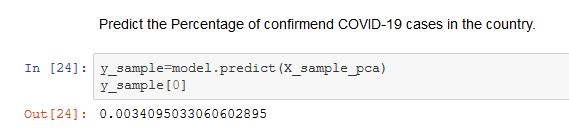 Predict the Percentage of confirmend COVID-19 cases in the country.
In [24]: y_sample=model.predict(X_sample_pca)
y_sample[0]
Out[24]: 0.0034095033060602895